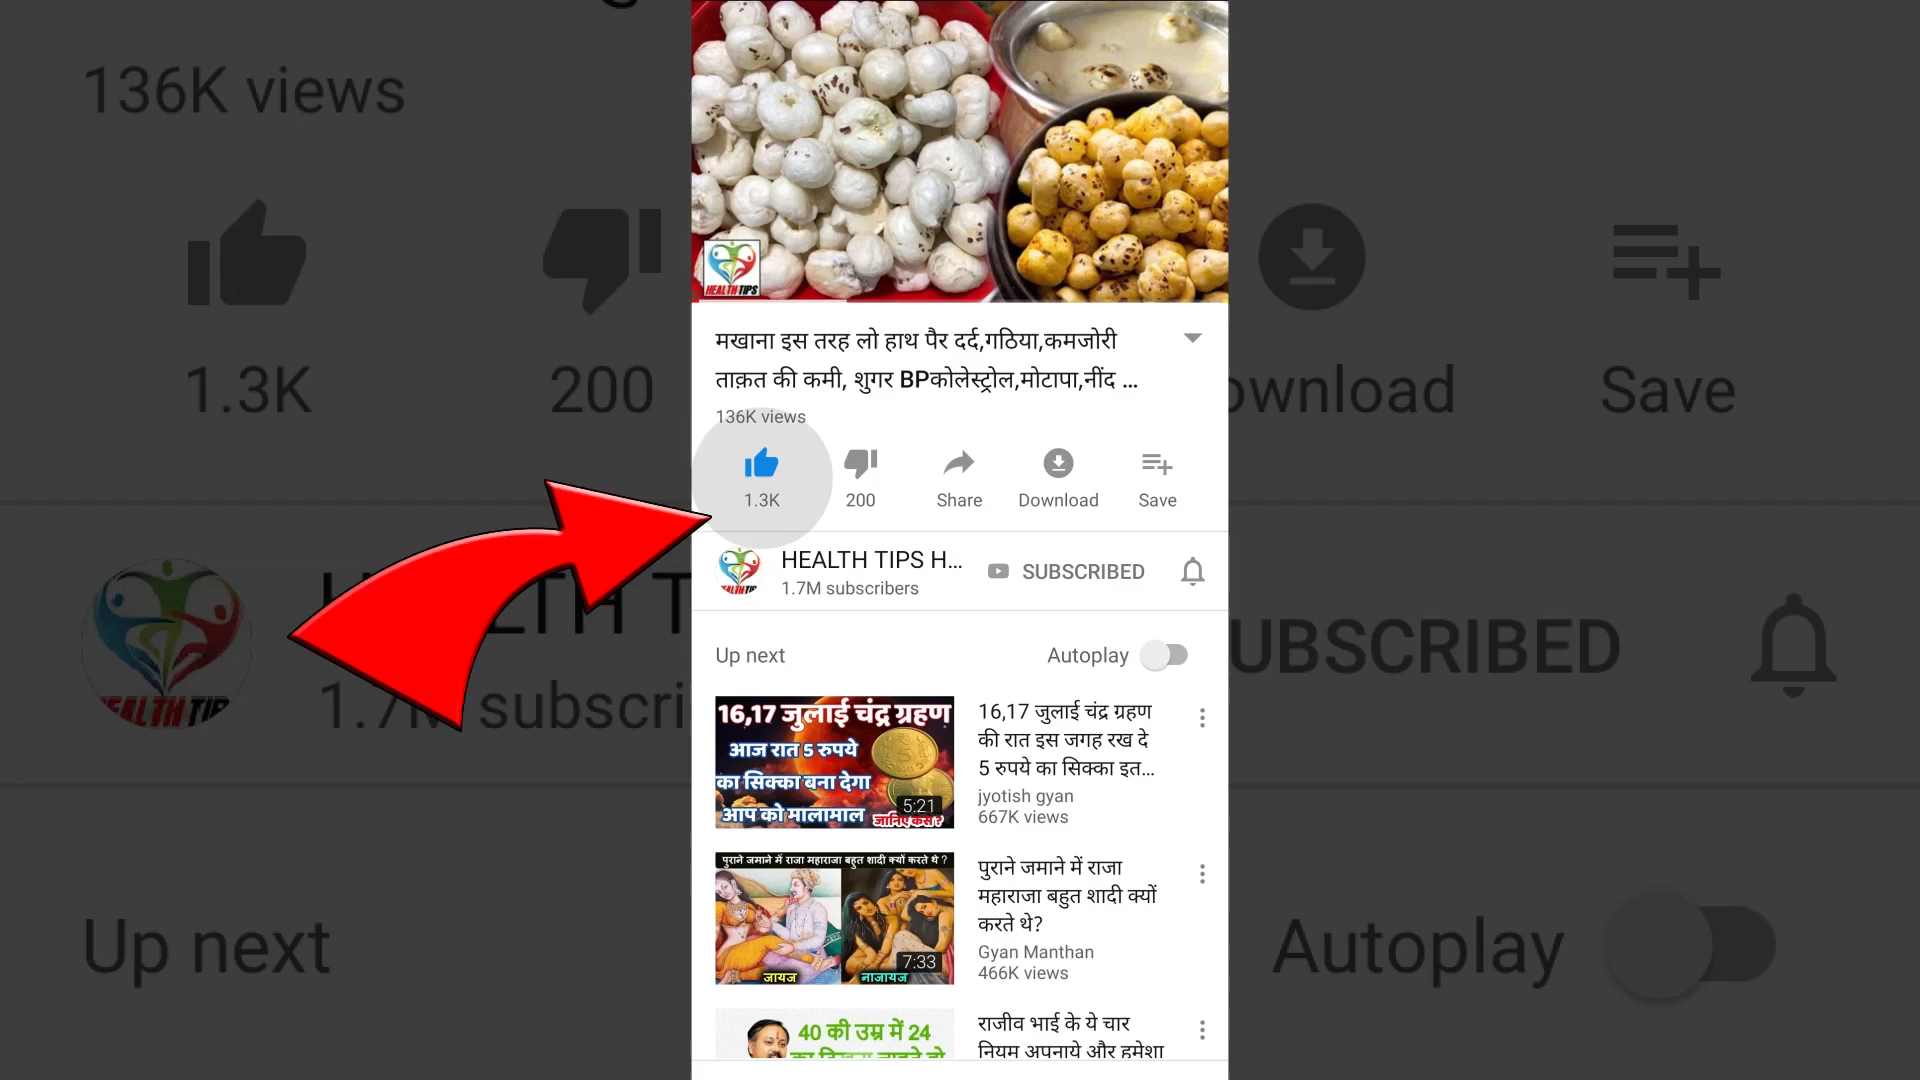 136K views
1.3K
200
ownload
Save
1.7M subscri
UBSCRIBED
Up next
Autoplay
HEALTH TIPS
मखाना इस तरह लो हाथ पैर दर्द,गठिया,कमजोरी
ताक़त की कमी, शुगर BPकोलेस्ट्रोल,मोटापा,नींद ...
136K views
1.3K
200
Share
Download
Save
HEALTH TIPS H...
1.7M subscribers
SUBSCRIBED
Up next
Autoplay
16,17 जुलाई चंद्र ग्रहण
आज रात 5 रुपये
का सिक्का बना देगा
आप को मालामाल
जानिए कैसे ?
5:21
16,17 जुलाई चंद्र ग्रहण
की रात इस जगह रख दे
5 रुपये का सिक्का इत...
jyotish gyan
667K views
पुराने जमाने में राजा महाराजा बहुत शादी क्यों करते थे ?
जायज
नाजायज
7:33
पुराने जमाने में राजा
महाराजा बहुत शादी क्यों
करते थे?
Gyan Manthan
466K views
40 की उम्र में 24
राजीव भाई के ये चार
नियम अपनाये और हमेशा